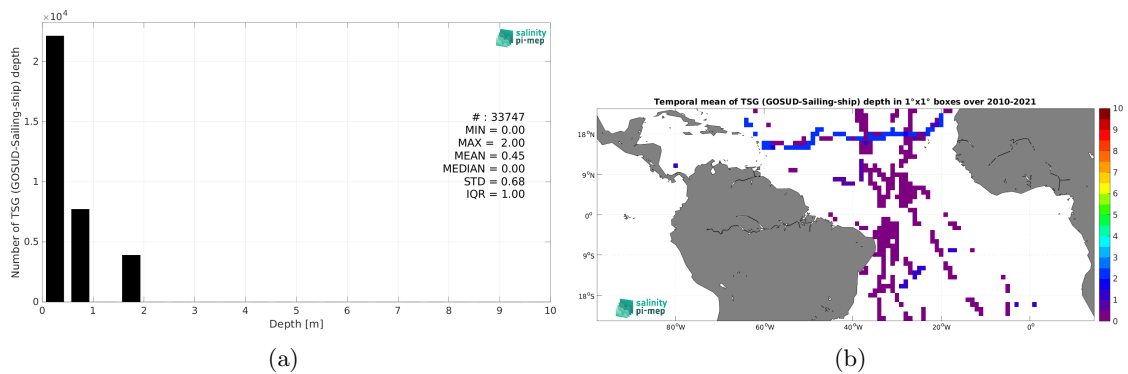 ×10⁴
salinity
pi-mep
Number of TSG (GOSUD-Sailing-ship) depth
2
1.5
1
0.5
0
# : 33747
MIN = 0.00
MAX = 2.00
MEAN = 0.45
MEDIAN = 0.00
STD = 0.68
IQR = 1.00
0 1 2 3 4 5 6 7 8 9 10
Depth [m]
(a)
Temporal mean of TSG (GOSUD-Sailing-ship) depth in 1°x1° boxes over 2010-2021
18°N
9°N
0°
9°S
18°S
salinity
pi-mep
80°W 60°W 40°W 20°W 0°
10
9
8
7
6
5
4
3
2
1
0
(b)